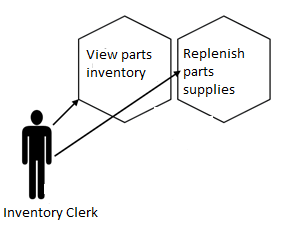 View parts
inventory
Replenish
parts
supplies
Inventory Clerk